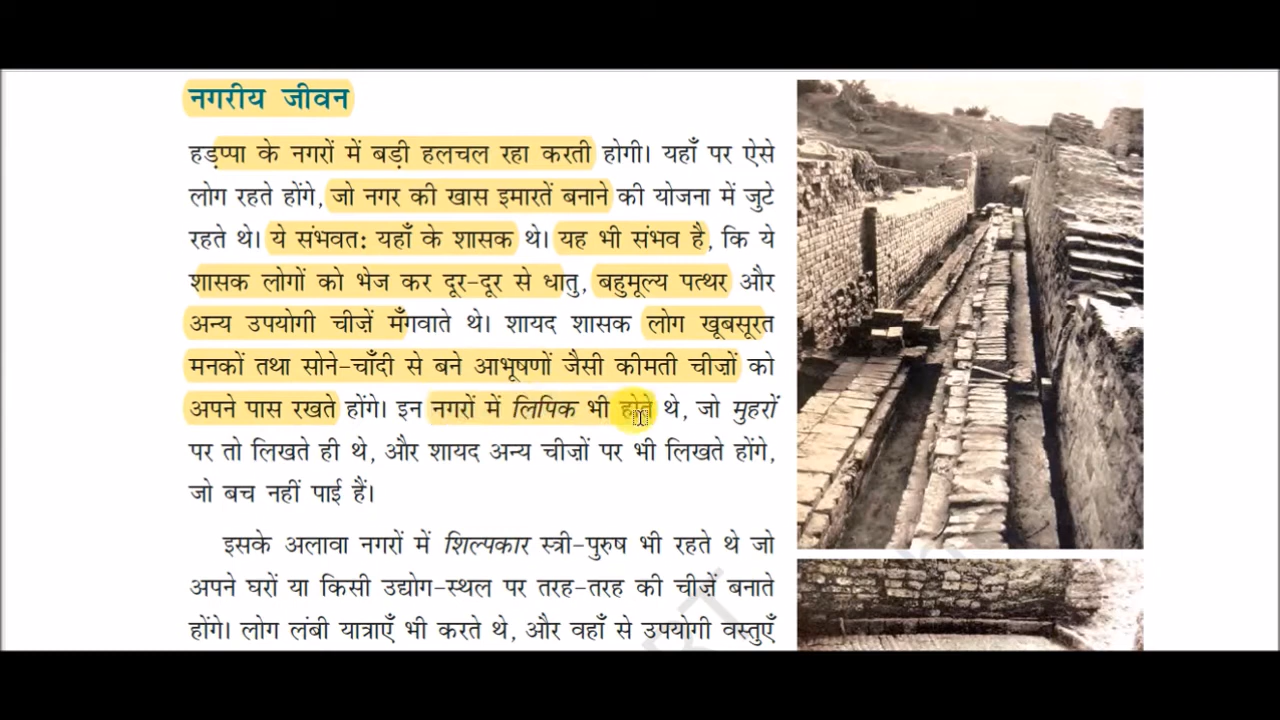 नगरीय जीवन
हड़प्पा के नगरों में बड़ी हलचल रहा करती होगी। यहाँ पर ऐसे
लोग रहते होंगे, जो नगर की खास इमारतें बनाने की योजना में जुटे
रहते थे। ये संभवत: यहाँ के शासक थे। यह भी संभव है, कि ये
शासक लोगों को भेज कर दूर-दूर से धातु, बहुमूल्य पत्थर और
अन्य उपयोगी चीज़ें मँगवाते थे। शायद शासक लोग खूबसूरत
मनकों तथा सोने-चाँदी से बने आभूषणों जैसी कीमती चीज़ों को
अपने पास रखते होंगे। इन नगरों में लिपिक भी होते थे, जो मुहरों
पर तो लिखते ही थे, और शायद अन्य चीज़ों पर भी लिखते होंगे,
जो बच नहीं पाई हैं।
इसके अलावा नगरों में शिल्पकार स्त्री-पुरुष भी रहते थे जो
अपने घरों या किसी उद्योग-स्थल पर तरह-तरह की चीज़ें बनाते
होंगे। लोग लंबी यात्राएँ भी करते थे, और वहाँ से उपयोगी वस्तुएँ